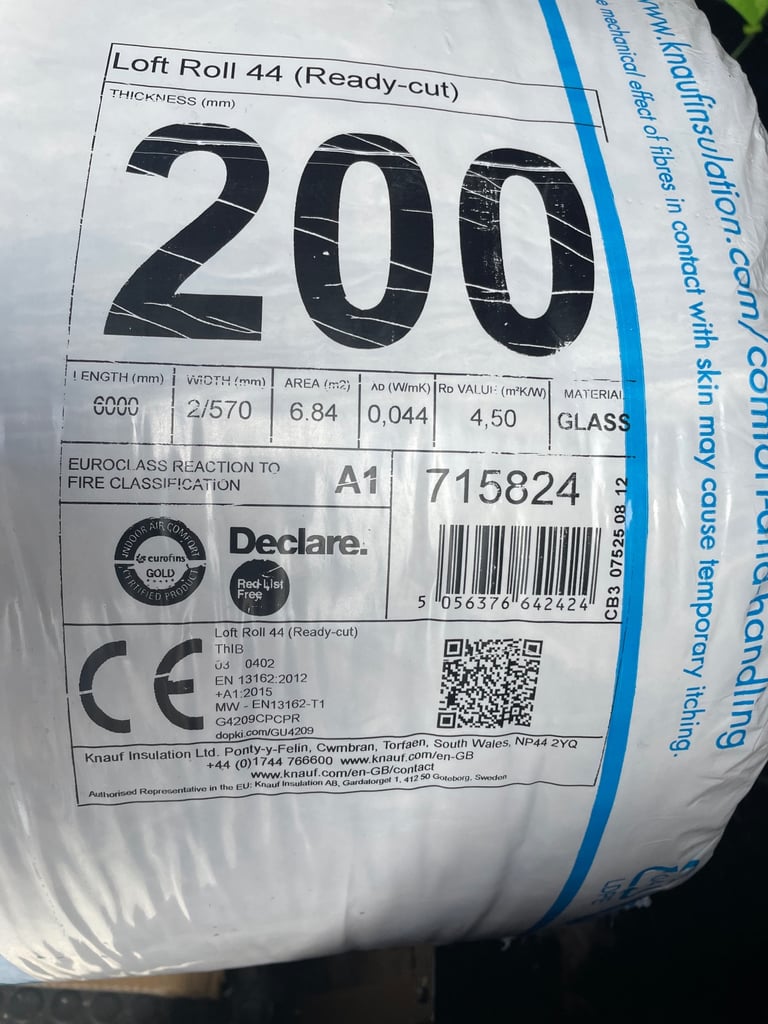 Loft Roll 44 (Ready-cut)
THICKNESS (mm)
200
LENGTH (mm) WIDTH (mm) AREA (m2) λD (W/mK) RD VALUE (m²K/W) MATERIAL
6000 2/570 6.84 0,044 4,50 GLASS
EUROCLASS REACTION TO
FIRE CLASSIFICATION
A1
715824
5 056376 642424
CB3 07525 08 12
INDOOR AIR COMFORT
eurofins
GOLD
CERTIFIED PRODUCT
Declare.
Red List
Free
CE
Loft Roll 44 (Ready-cut)
ThIB
03 0402
EN 13162:2012
+A1:2015
MW - EN13162-T1
G4209CPCPR
dopki.com/GU4209
Knauf Insulation Ltd. Ponty-y-Felin, Cwmbran, Torfaen, South Wales, NP44 2YQ
+44 (0)1744 766600 www.knauf.com/en-GB
www.knauf.com/en-GB/contact
Authorised Representative in the EU: Knauf Insulation AB, Gardatorget 1, 412 50 Goteborg, Sweden
www.knaufinsulation.com/comfort-and-handling
mechanical effect of fibres in contact with skin may cause temporary itching.
LDPE